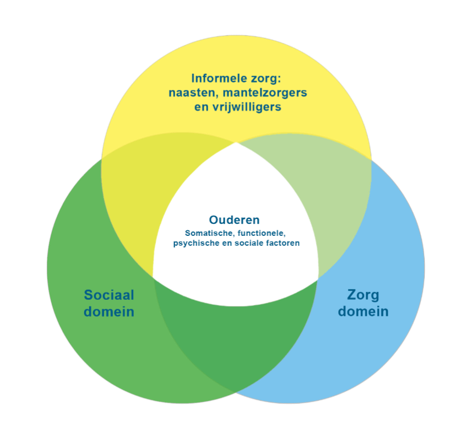 Informele zorg:
naasten, mantelzorgers
en vrijwilligers
Ouderen
Somatische, functionele,
psychische en sociale factoren
Sociaal
domein
Zorg
domein